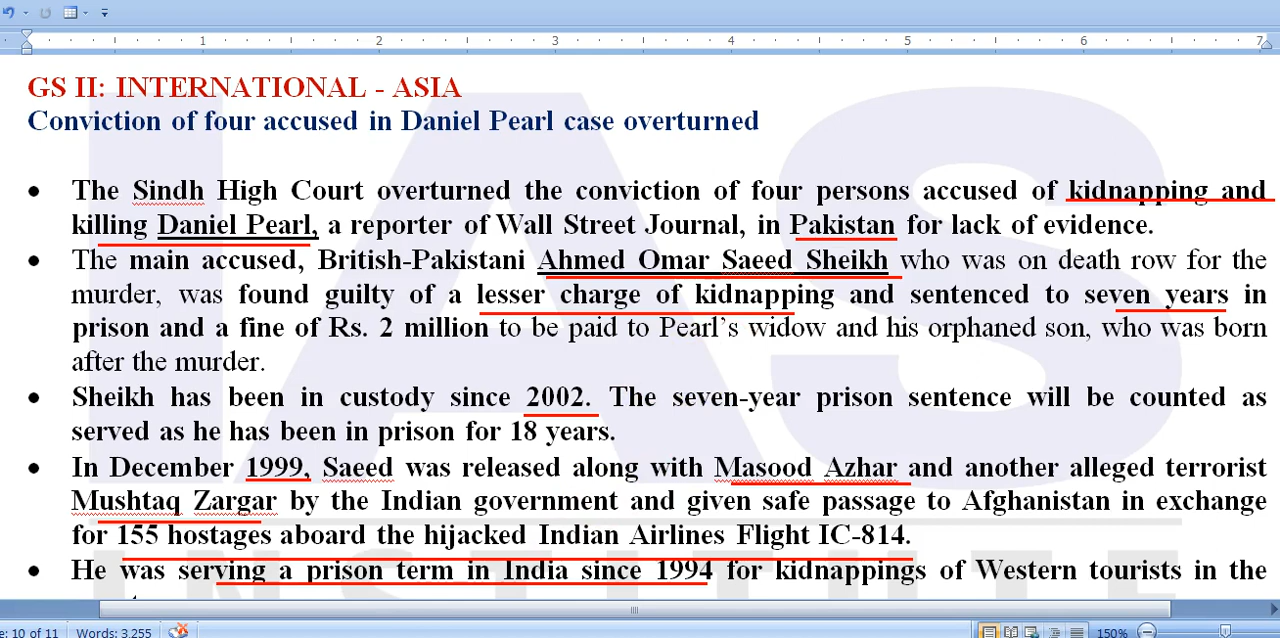 1 2 3 4 5 6 7
GS II: INTERNATIONAL - ASIA
Conviction of four accused in Daniel Pearl case overturned
• The Sindh High Court overturned the conviction of four persons accused of kidnapping and
killing Daniel Pearl, a reporter of Wall Street Journal, in Pakistan for lack of evidence.
• The main accused, British-Pakistani Ahmed Omar Saeed Sheikh who was on death row for the
murder, was found guilty of a lesser charge of kidnapping and sentenced to seven years in
prison and a fine of Rs. 2 million to be paid to Pearl's widow and his orphaned son, who was born
after the murder.
• Sheikh has been in custody since 2002. The seven-year prison sentence will be counted as
served as he has been in prison for 18 years.
• In December 1999, Saeed was released along with Masood Azhar and another alleged terrorist
Mushtaq Zargar by the Indian government and given safe passage to Afghanistan in exchange
for 155 hostages aboard the hijacked Indian Airlines Flight IC-814.
• He was serving a prison term in India since 1994 for kidnappings of Western tourists in the
IAS
INSTITUTE
e: 10 of 11 Words: 3,255 150%